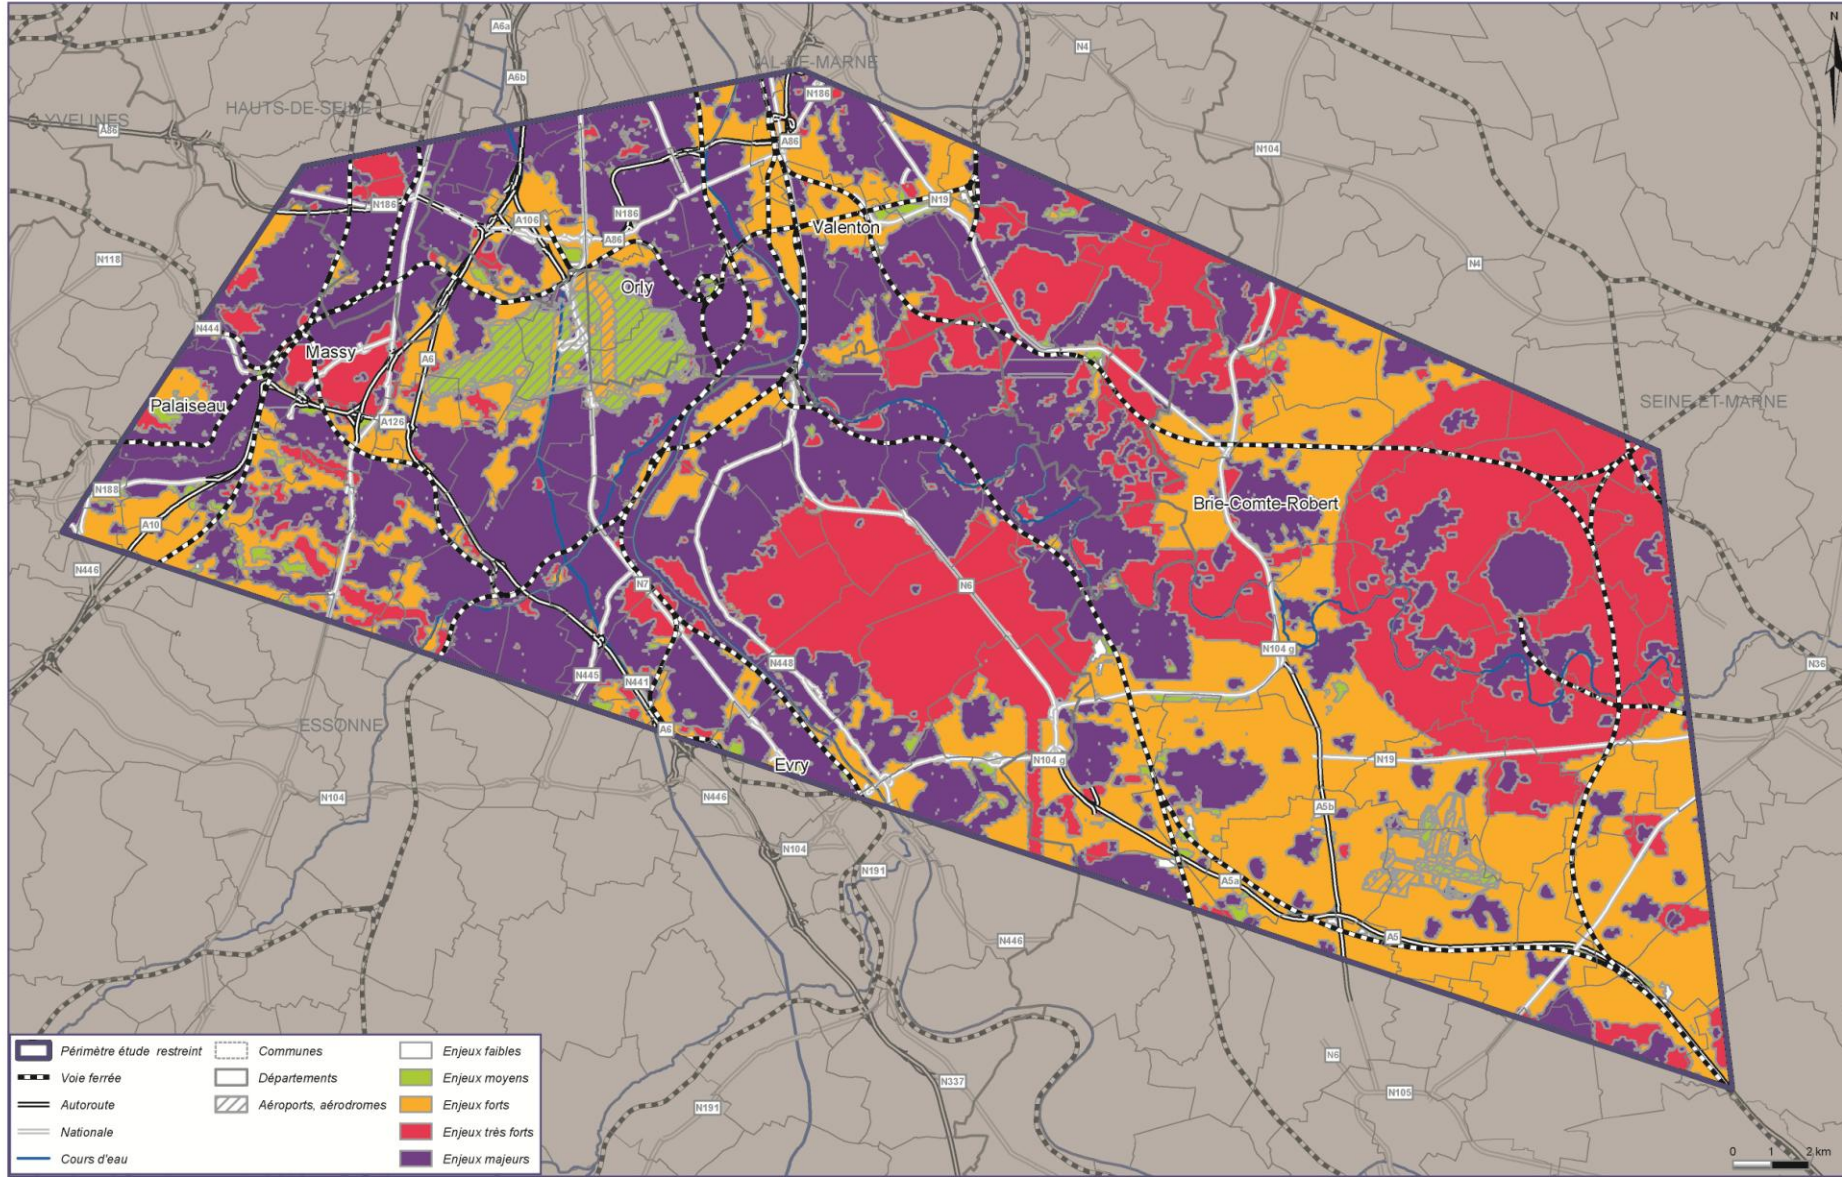 A6a
N4
VAL-DE-MARNE
A6b
N186
HAUTS-DE-SEINE
YVELINES
A86
A86
N104
N186
N19
A106
N186
Valenton
A86
N118
N4
Orly
N444
Massy
A6
Palaiseau
SEINE-ET-MARNE
A126
N188
Brie-Comte-Robert
A10
N446
N7
N6
N104 g
N448
N36
N445
N441
ESSONNE
A6
Evry
N104 g
N19
N104
N446
A5b
N104
N191
A5a
N446
A5
N6
N337
N105
N191
N
0 1 2 km
Périmètre étude restreint
Voie ferrée
Autoroute
Nationale
Cours d'eau
Communes
Départements
Aéroports, aérodromes
Enjeux faibles
Enjeux moyens
Enjeux forts
Enjeux très forts
Enjeux majeurs